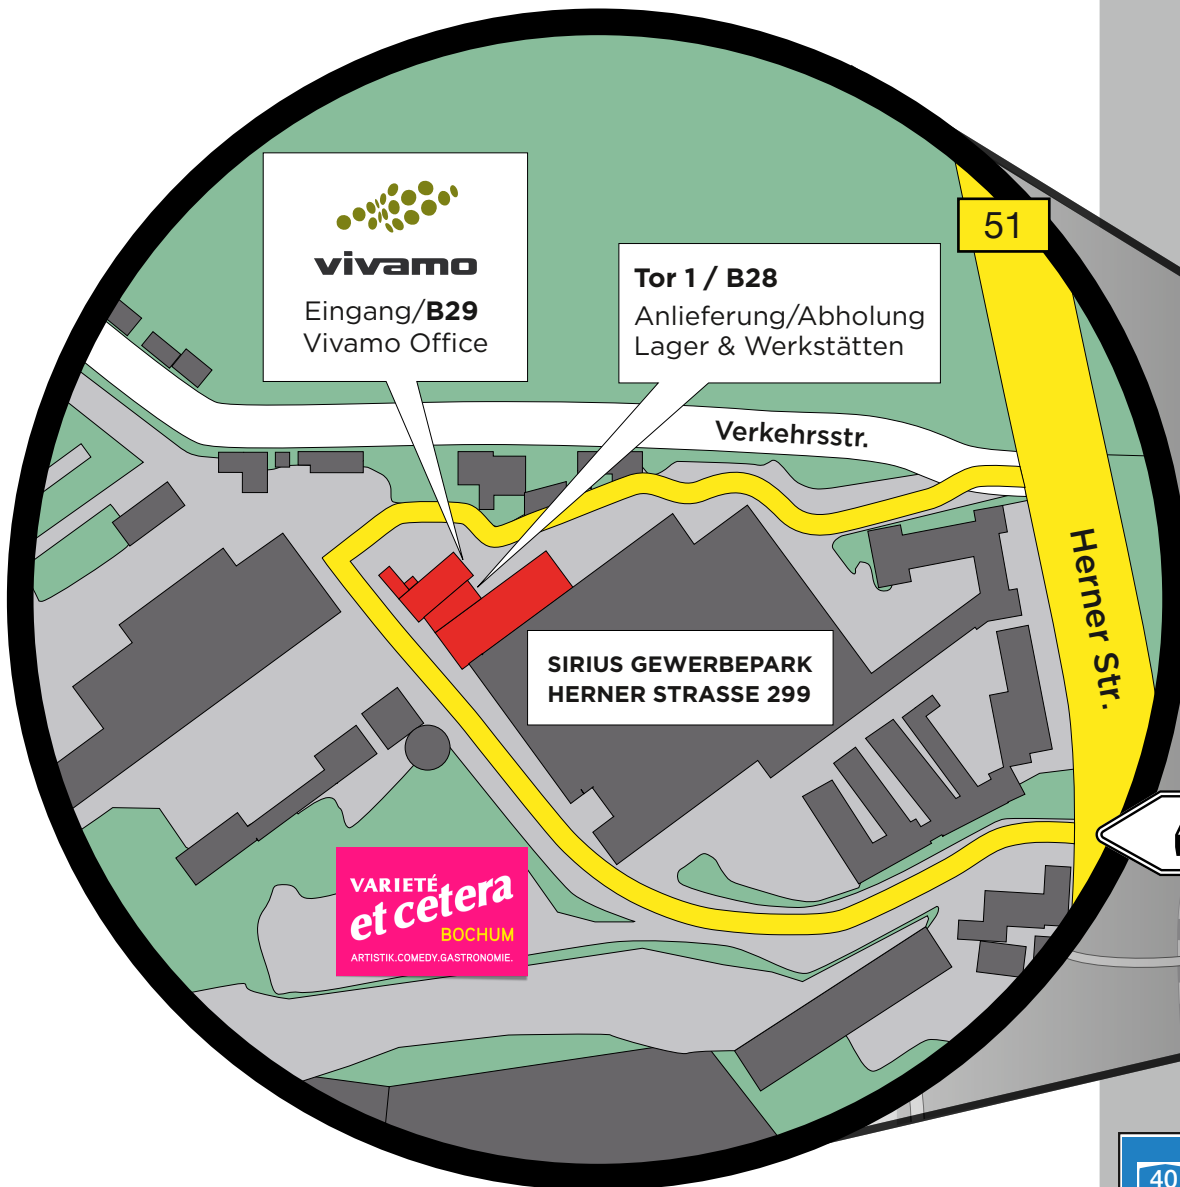 vivamo
Eingang/B29
Vivamo Office
Tor 1 / B28
Anlieferung/Abholung
Lager & Werkstätten
51
Verkehrsstr.
Herner Str.
SIRIUS GEWERBEPARK
HERNER STRASSE 299
VARIETÉ
et cetera
BOCHUM
ARTISTIK.COMEDY.GASTRONOMIE.
40